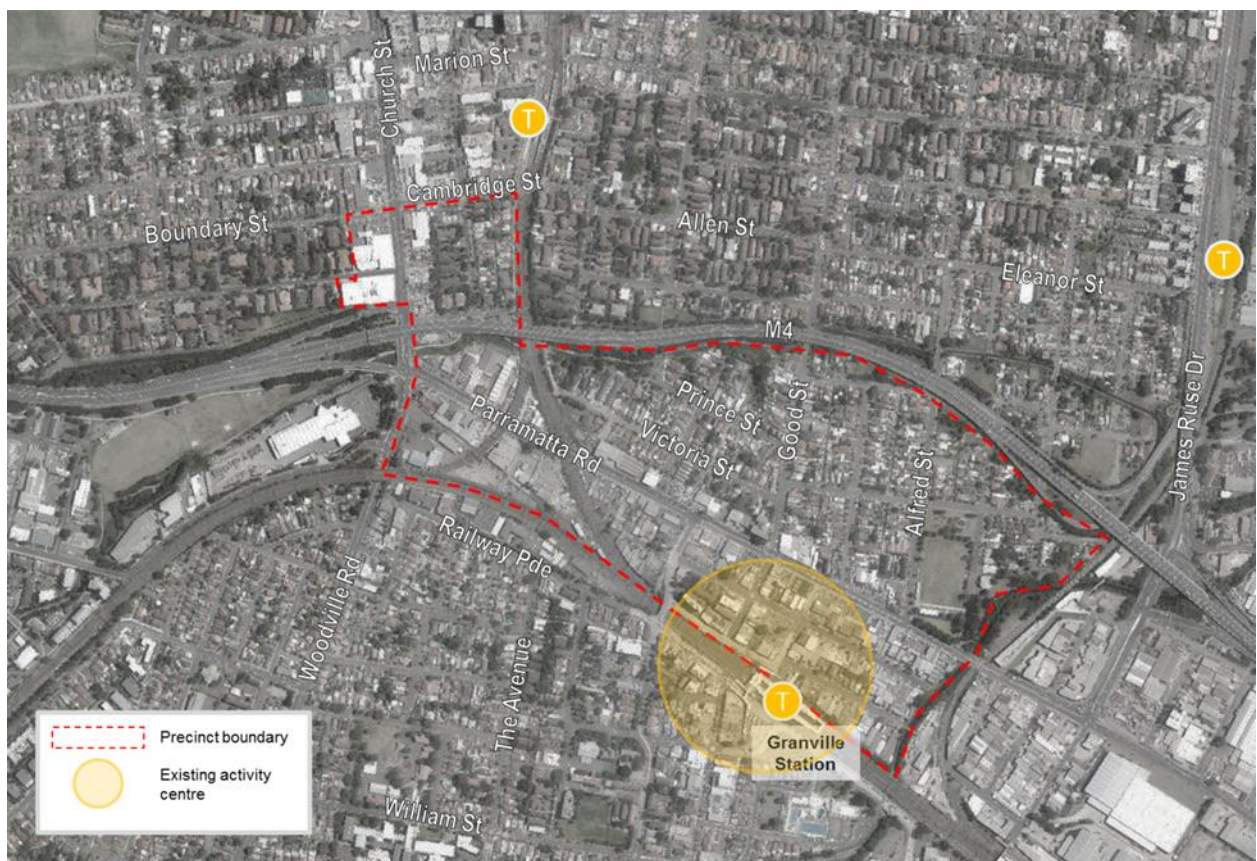 Marion St
Church St
T
Cambridge St
Boundary St
Allen St
T
Eleanor St
M4
James Ruse Dr
Prince St
Good St
Victoria St
Parramatta Rd
Alfred St
Railway Pde
Woodville Rd
The Avenue
T
Granville
Station
William St
Precinct boundary
Existing activity
centre